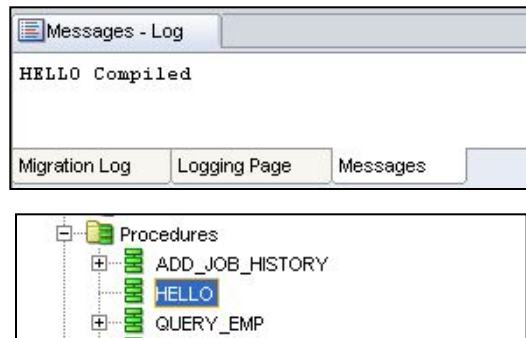 Messages - Log
HELLO Compiled
Migration Log Logging Page Messages
Procedures
ADD_JOB_HISTORY
HELLO
QUERY_EMP